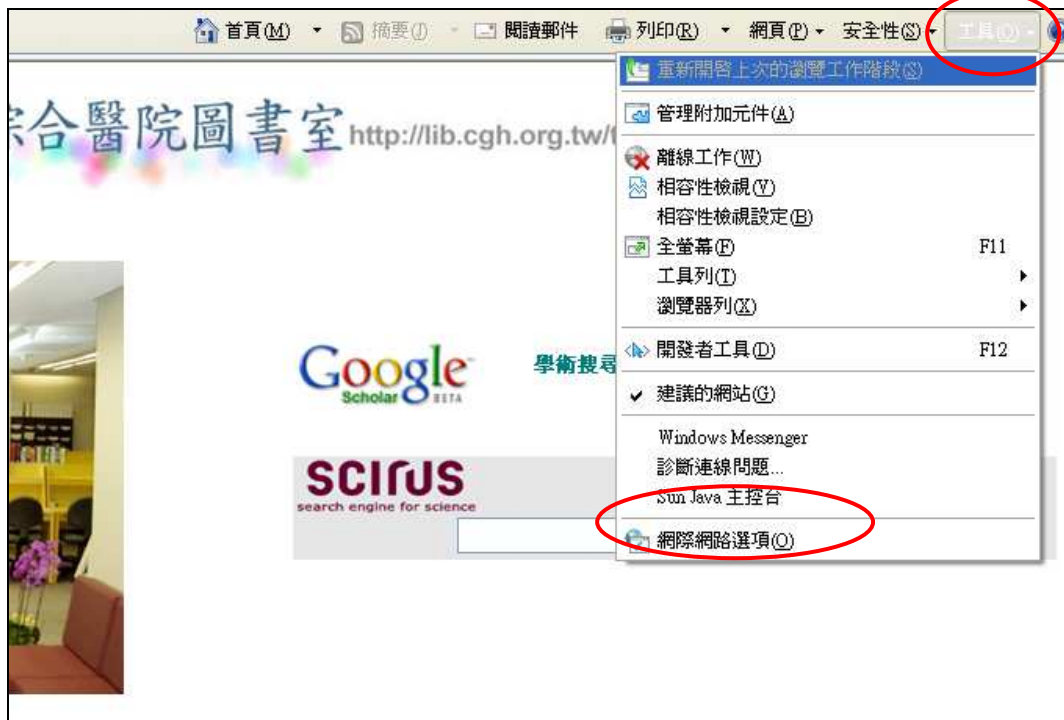 首頁(M) 摘要(J) 閱讀郵件 列印(R) 網頁(P) 安全性(S) 工具(O)
重新開啟上次的瀏覽工作階段(S)
管理附加元件(A)
離線工作(W)
相容性檢視(V)
相容性檢視設定(B)
全螢幕(F) F11
工具列(T)
瀏覽器列(X)
開發者工具(D) F12
建議的網站(G)
Windows Messenger
診斷連線問題...
Sun Java 主控台
網際網路選項(O)
綜合醫院圖書室 http://lib.cgh.org.tw/
Google
Scholar BETA
學術搜尋
scirus
search engine for science